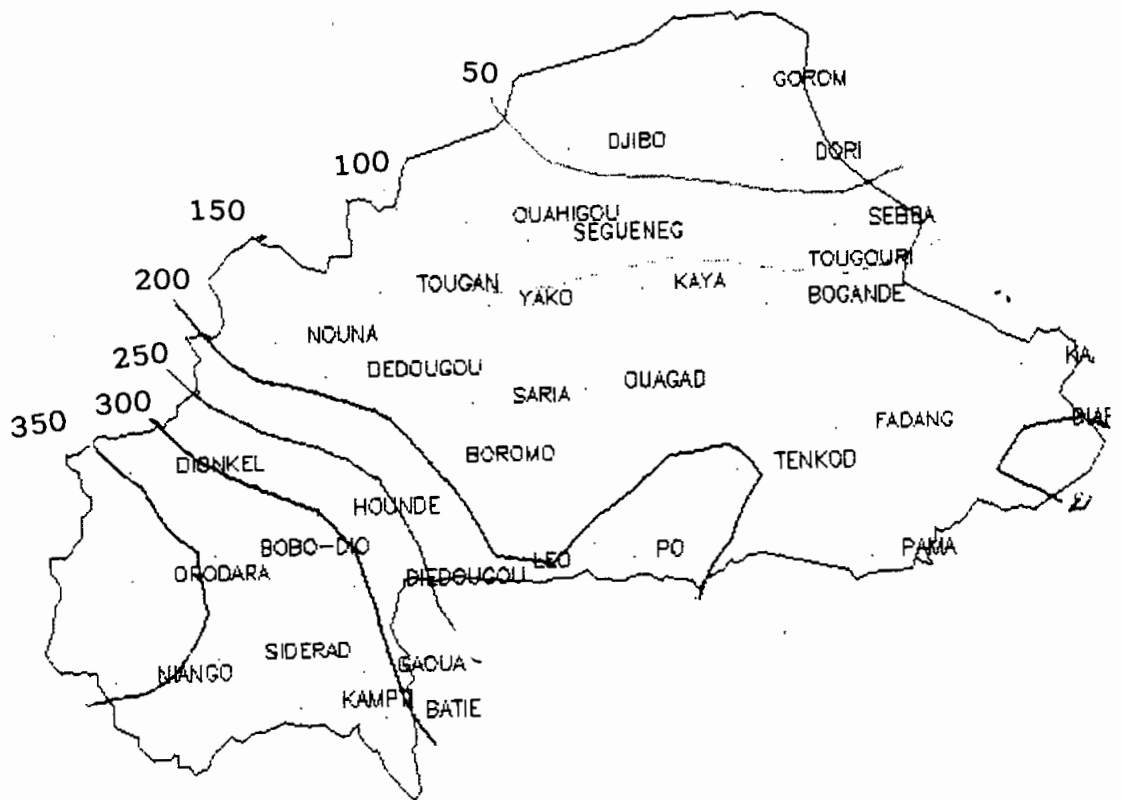 50
GOROM
DJIBO
DORI
100
150
OUAHIGOU
SEGUENEG
SEBBA
TOUGOURI
200
TOUGAN
YAKO
KAYA
BOGANDE
NOUNA
250
DEDOUGOU
SARIA
OUAGAD
300
350
FADANG
DIONKEL
BOROMO
TENKOD
HOUNDE
BOBO-DIO
ORODARA
DIEDOUGOU
LEO
PO
PAMA
SIDERAD
NIANGO
GAOUA
KAMPTI
BATIE